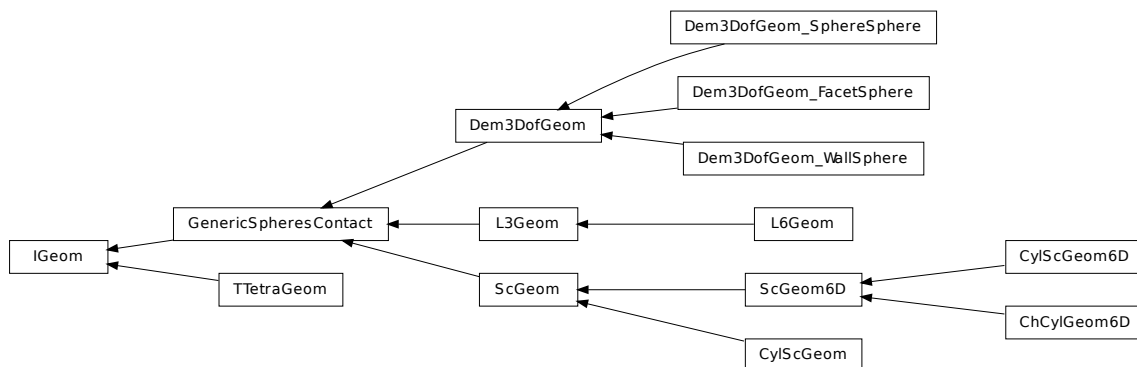 Dem3DofGeom_SphereSphere
Dem3DofGeom_FacetSphere
Dem3DofGeom
Dem3DofGeom_WallSphere
GenericSpheresContact
L3Geom
L6Geom
IGeom
CylScGeom6D
TTetraGeom
ScGeom
ScGeom6D
ChCylGeom6D
CylScGeom